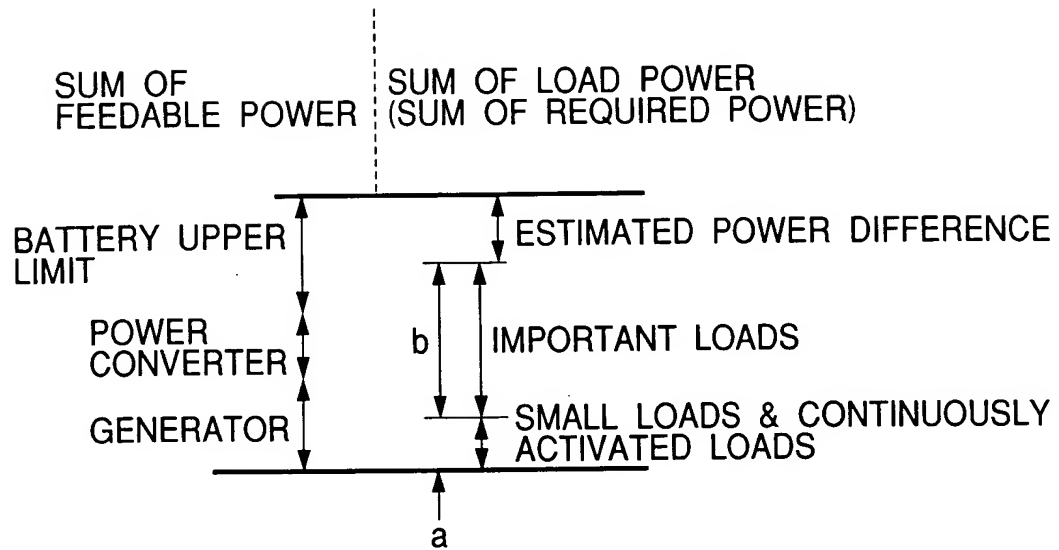 SUM OF
FEEDABLE POWER
SUM OF LOAD POWER
(SUM OF REQUIRED POWER)
BATTERY UPPER
LIMIT
ESTIMATED POWER DIFFERENCE
POWER
CONVERTER
b
IMPORTANT LOADS
GENERATOR
SMALL LOADS & CONTINUOUSLY
ACTIVATED LOADS
a